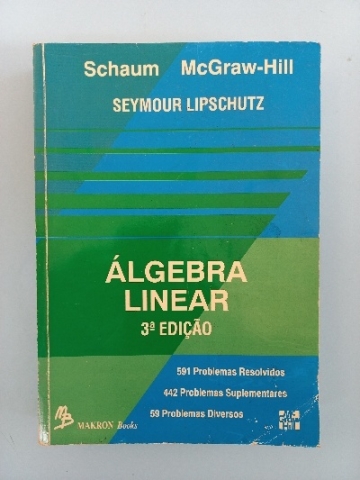 Schaum McGraw-Hill
SEYMOUR LIPSCHUTZ
ÁLGEBRA
LINEAR
3ª EDIÇÃO
591 Problemas Resolvidos
442 Problemas Suplementares
58 Problemas Diversos
MAKRON Books